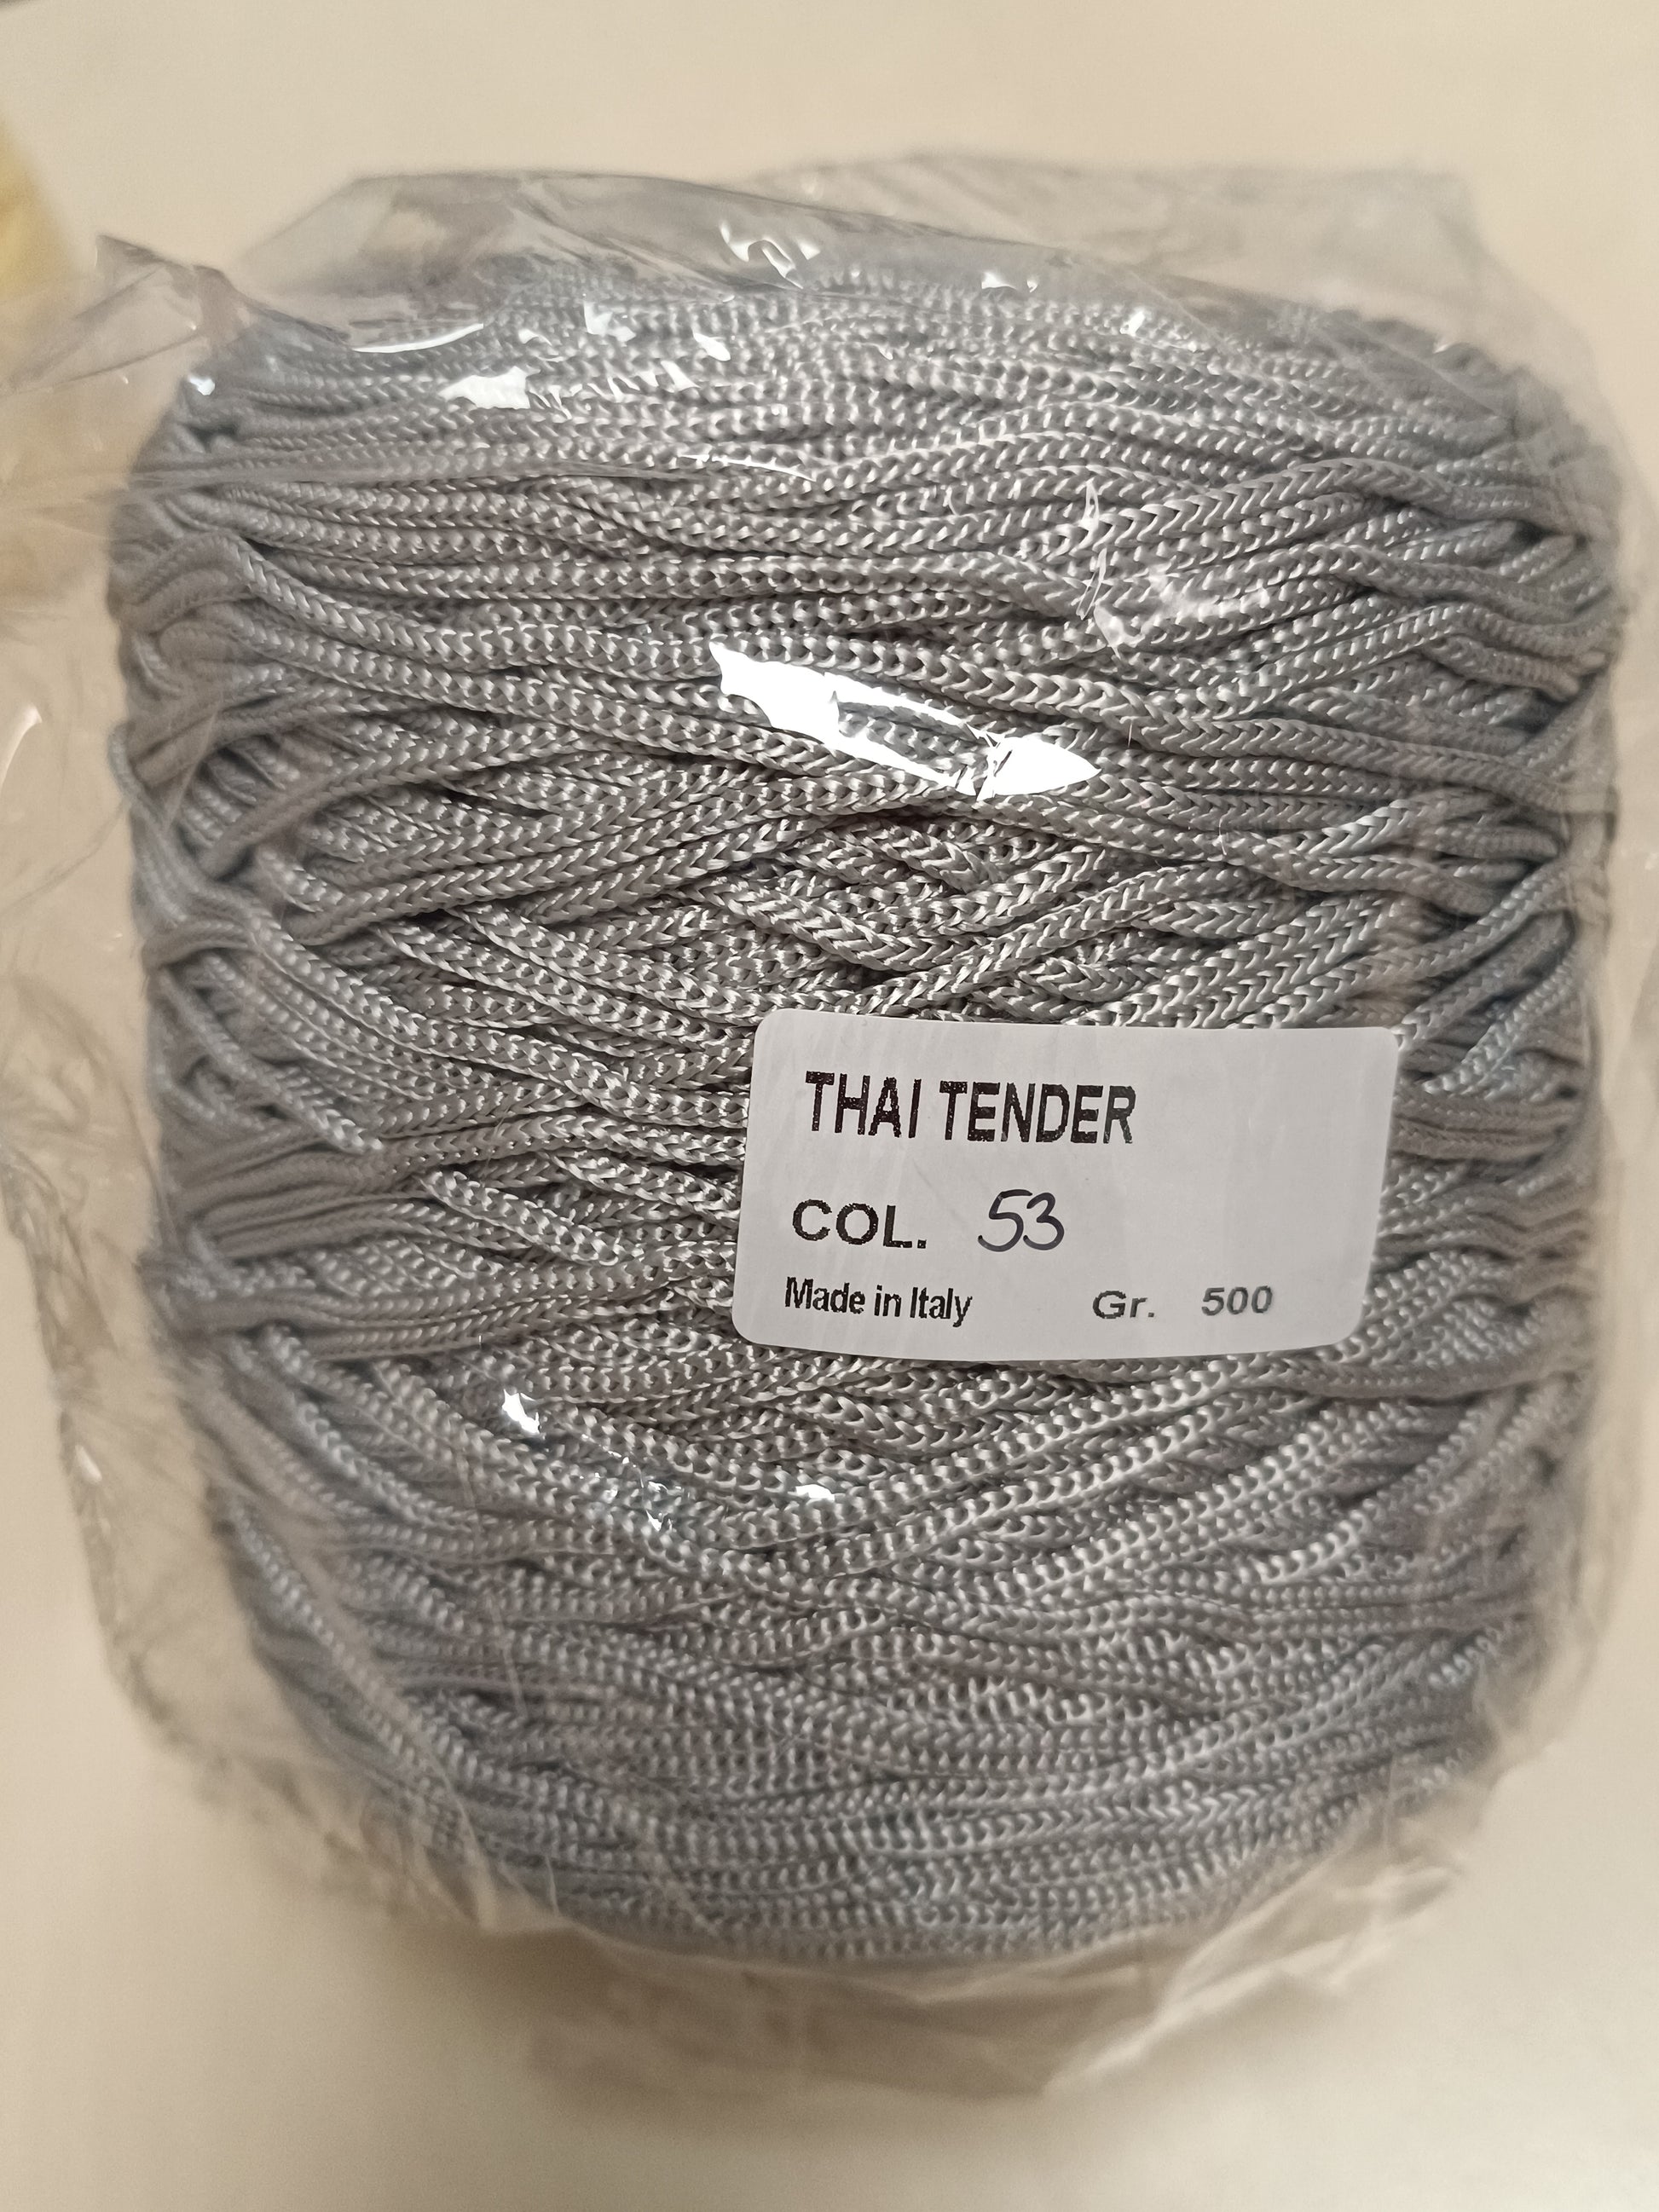 THAI TENDER
COL. 53
Made in Italy Gr. 500